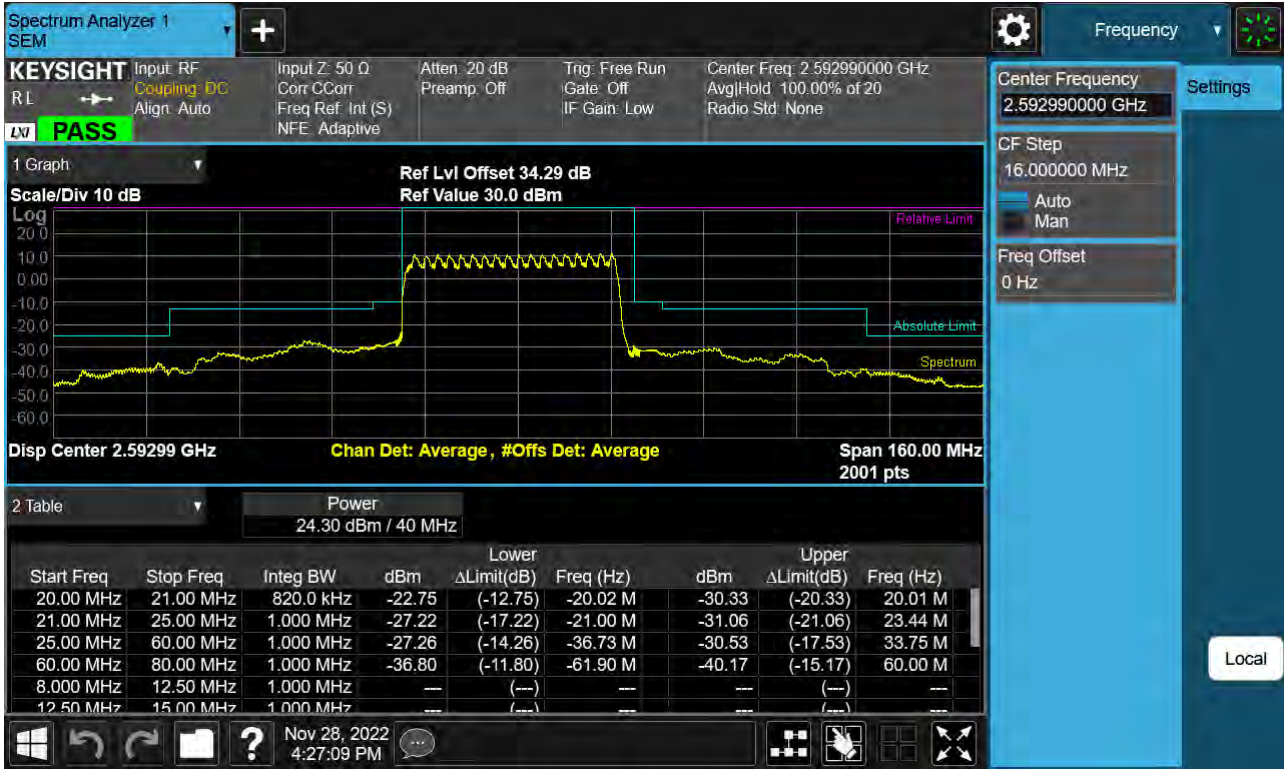 Spectrum Analyzer 1
SEM
+
Frequency
KEYSIGHT
R L
LXI
PASS
Input: RF
Coupling: DC
Align: Auto
Input Z: 50 Ω
Corr CCorr
Freq Ref: Int (S)
NFE: Adaptive
Atten: 20 dB
Preamp: Off
Trig: Free Run
Gate: Off
IF Gain: Low
Center Freq: 2.592990000 GHz
Avg|Hold: 100.00% of 20
Radio Std: None
Center Frequency
2.592990000 GHz
Settings
CF Step
16.000000 MHz
Auto
Man
Freq Offset
0 Hz
1 Graph
Ref Lvl Offset 34.29 dB
Scale/Div 10 dB
Ref Value 30.0 dBm
Log
Relative Limit
20.0
10.0
0.00
-10.0
-20.0
Absolute Limit
-30.0
Spectrum
-40.0
-50.0
-60.0
Disp Center 2.59299 GHz
Chan Det: Average, #Offs Det: Average
Span 160.00 MHz
2001 pts
2 Table
Power
24.30 dBm / 40 MHz
Lower Upper
Start Freq Stop Freq Integ BW dBm ΔLimit(dB) Freq (Hz) dBm ΔLimit(dB) Freq (Hz)
20.00 MHz 21.00 MHz 820.0 kHz -22.75 (-12.75) -20.02 M -30.33 (-20.33) 20.01 M
21.00 MHz 25.00 MHz 1.000 MHz -27.22 (-17.22) -21.00 M -31.06 (-21.06) 23.44 M
25.00 MHz 60.00 MHz 1.000 MHz -27.26 (-14.26) -36.73 M -30.53 (-17.53) 33.75 M
60.00 MHz 80.00 MHz 1.000 MHz -36.80 (-11.80) -61.90 M -40.17 (-15.17) 60.00 M
8.000 MHz 12.50 MHz 1.000 MHz --- (---) --- --- (---) ---
12.50 MHz 15.00 MHz 1.000 MHz --- (---) --- --- (---) ---
Local
?
Nov 28, 2022
4:27:09 PM